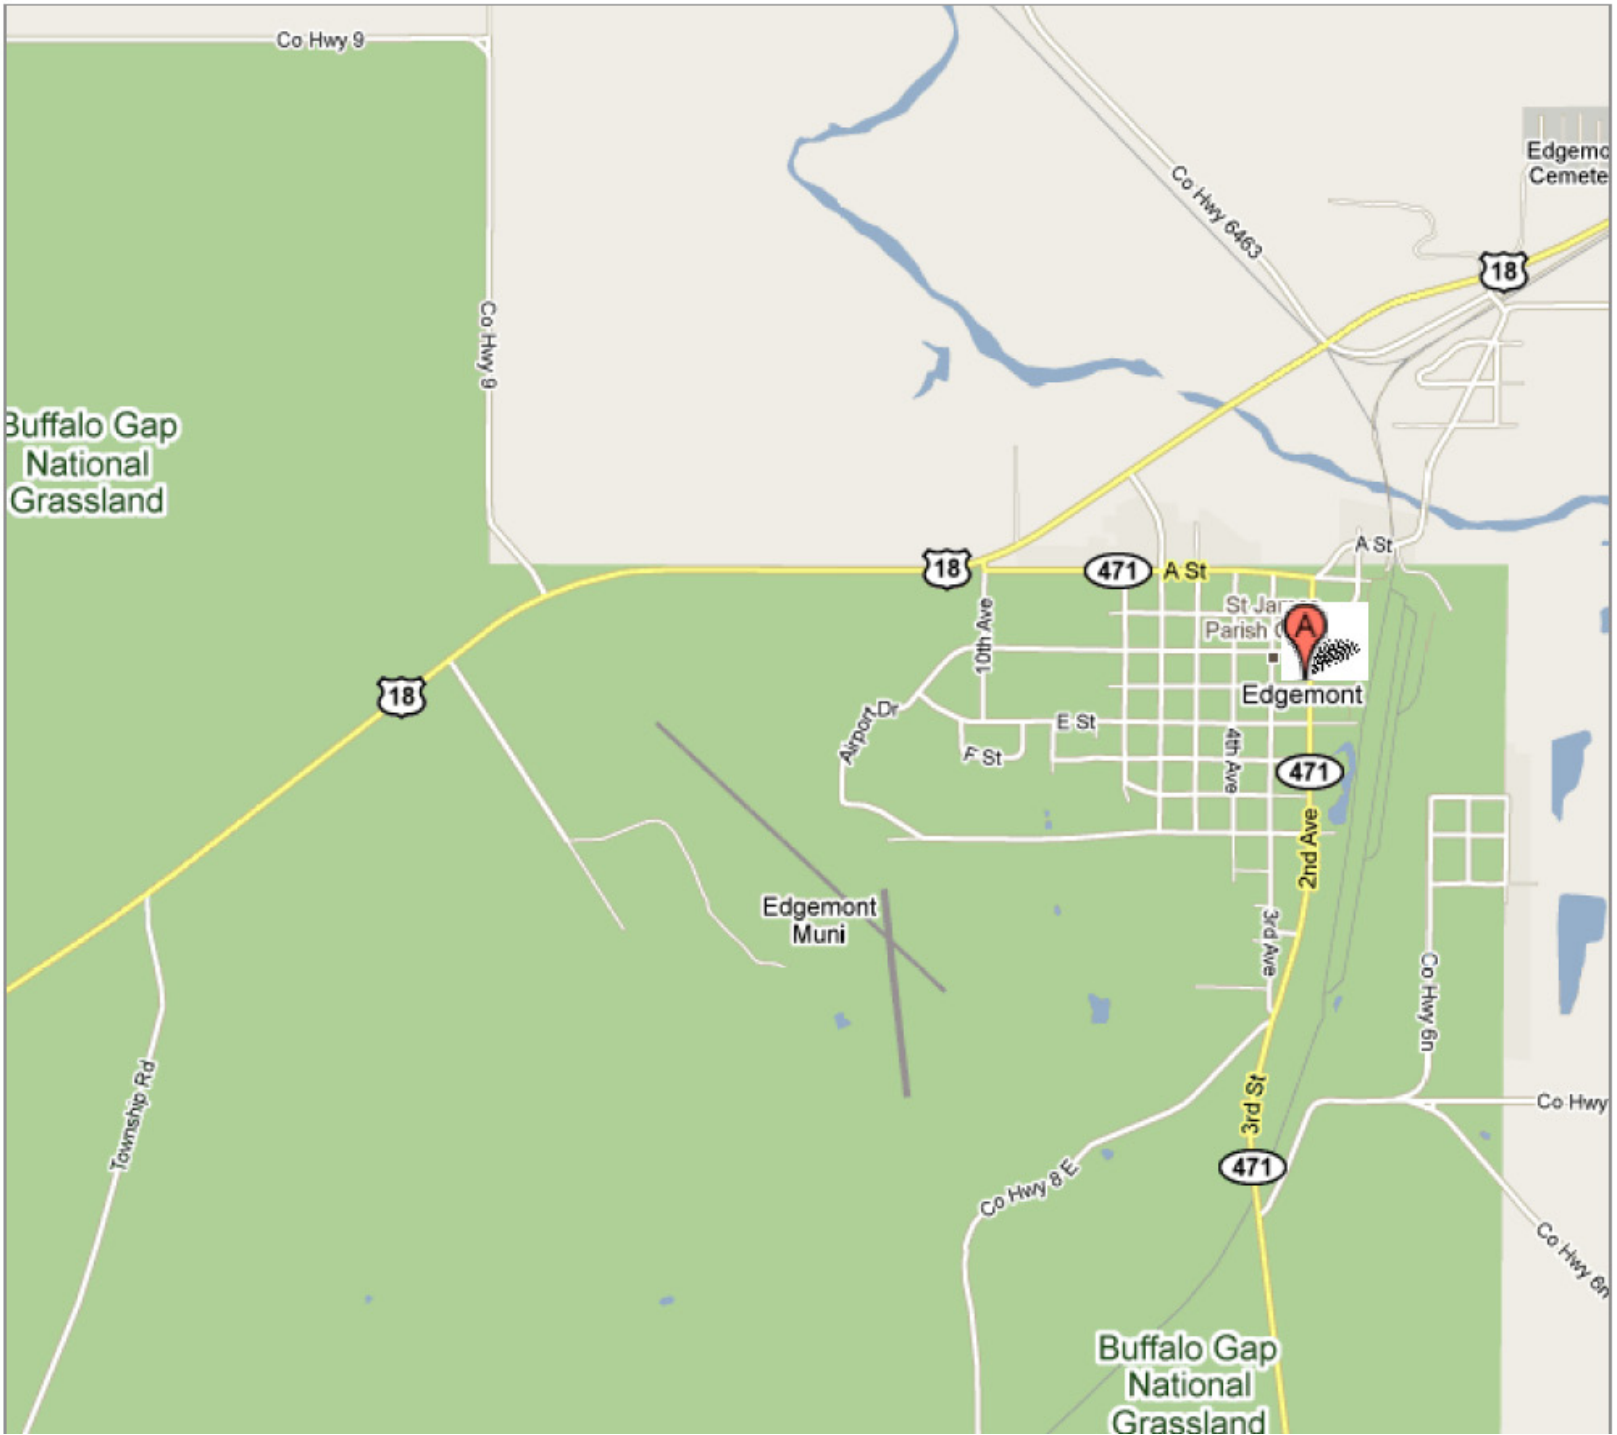 Co Hwy 9
Edgemo
Cemete
Co Hwy 6463
18
Co Hwy 9
Buffalo Gap
National
Grassland
A St
18
471
A St
10th Ave
St Jam
Parish
A
18
Edgemont
Airport Dr
E St
F St
4th Ave
471
2nd Ave
Edgemont
Muni
3rd Ave
Co Hwy 6n
Township Rd
3rd St
Co Hwy
471
Co Hwy 8 E
Co Hwy 6n
Buffalo Gap
National
Grassland